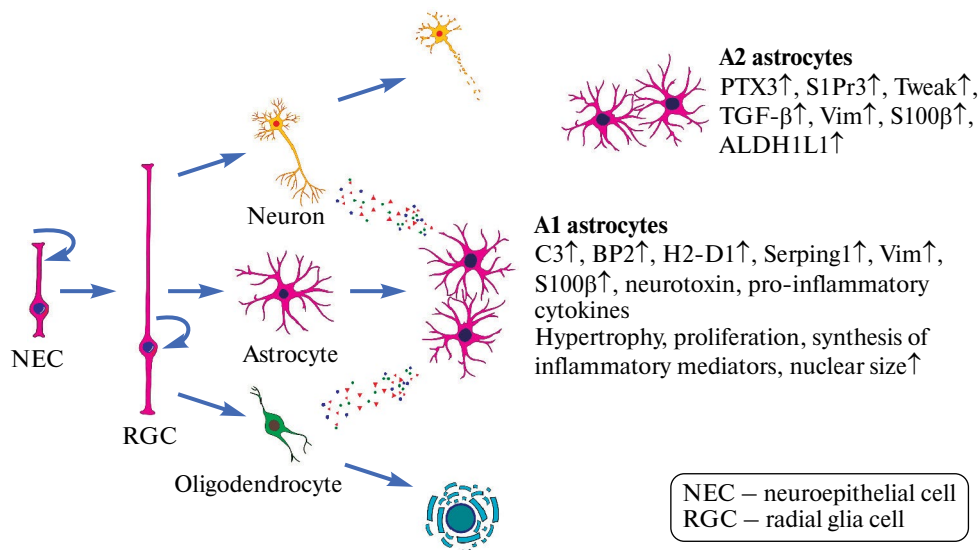 A2 astrocytes
PTX3↑, S1Pr3↑, Tweak↑,
TGF-β↑, Vim↑, S100β↑,
ALDH1L1↑
Neuron
A1 astrocytes
C3↑, BP2↑, H2-D1↑, Serping1↑, Vim↑,
S100β↑, neurotoxin, pro-inflammatory
cytokines
Hypertrophy, proliferation, synthesis of
inflammatory mediators, nuclear size↑
NEC
Astrocyte
RGC
Oligodendrocyte
NEC – neuroepithelial cell
RGC – radial glia cell